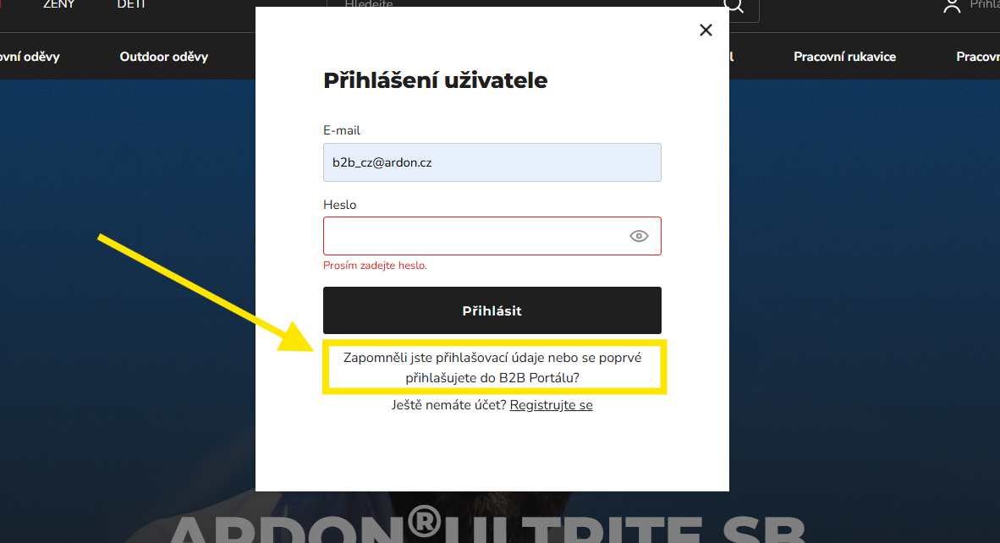 ŽENY
DĚTI
Hledejte
Přihlá
ovní oděvy
Outdoor oděvy
l
Pracovní rukavice
Pracovn
Přihlášení uživatele
E-mail
b2b_cz@ardon.cz
Heslo
Prosím zadejte heslo.
Přihlásit
Zapomněli jste přihlašovací údaje nebo se poprvé
přihlašujete do B2B Portálu?
Ještě nemáte účet? Registrujte se
ARDON®ULTRITE SB